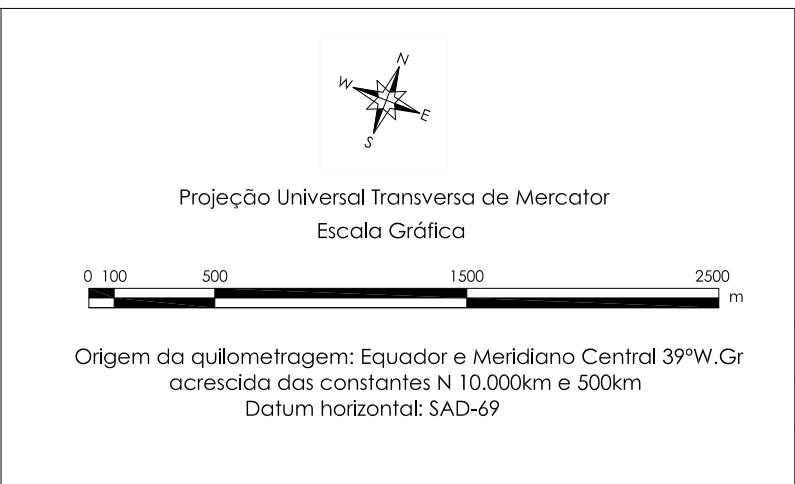 N
W
E
S
Projeção Universal Transversa de Mercator
Escala Gráfica
0 100 500 1500 2500
m
Origem da quilometragem: Equador e Meridiano Central 39ºW.Gr
acrescida das constantes N 10.000km e 500km
Datum horizontal: SAD-69